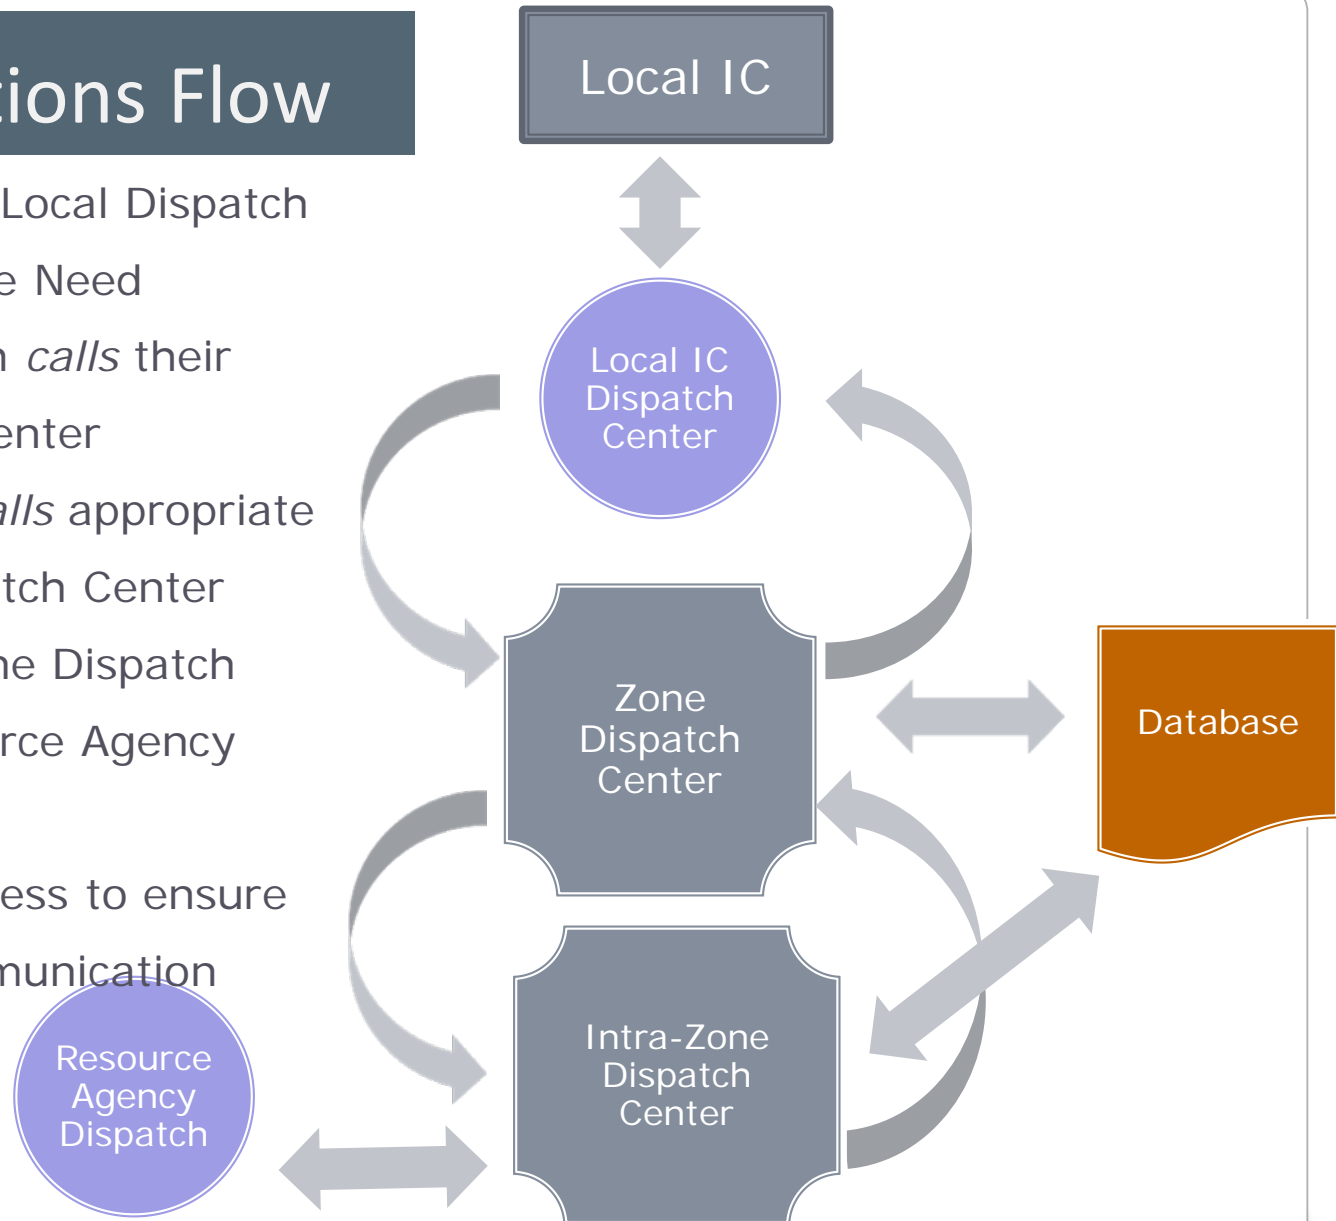 tions Flow
Local Dispatch
e Need
calls their
enter
alls appropriate
tch Center
ne Dispatch
rce Agency
ess to ensure
munication
Local IC
Local IC
Dispatch
Center
Zone
Dispatch
Center
Database
Intra-Zone
Dispatch
Center
Resource
Agency
Dispatch